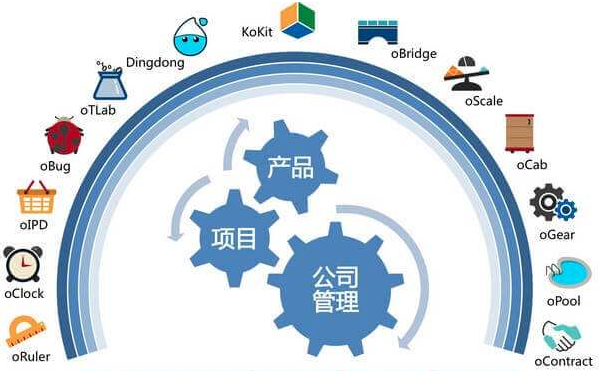 KoKit
Dingdong
oBridge
oTLab
oScale
oBug
oCab
oIPD
oGear
oClock
oPool
oRuler
oContract
产品
项目
公司
管理